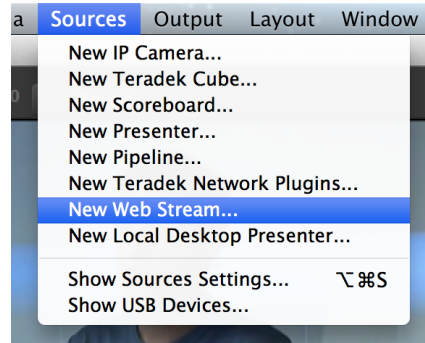 a Sources Output Layout Window
New IP Camera...
New Teradek Cube...
New Scoreboard...
New Presenter...
New Pipeline...
New Teradek Network Plugins...
New Web Stream...
New Local Desktop Presenter...
Show Sources Settings... ⌥⌘S
Show USB Devices...
0